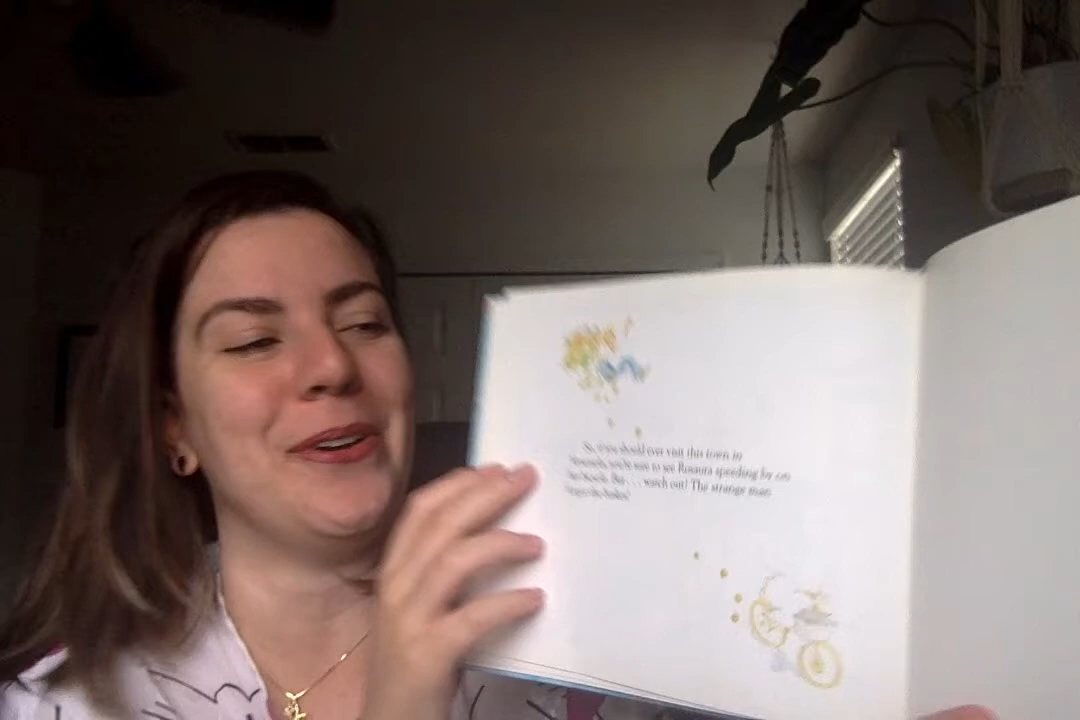 So, if you should ever visit this town in
Venezuela, you're sure to see Rosaura speeding by on
her bicycle. But . . . watch out! The strange man
forgot the brakes!